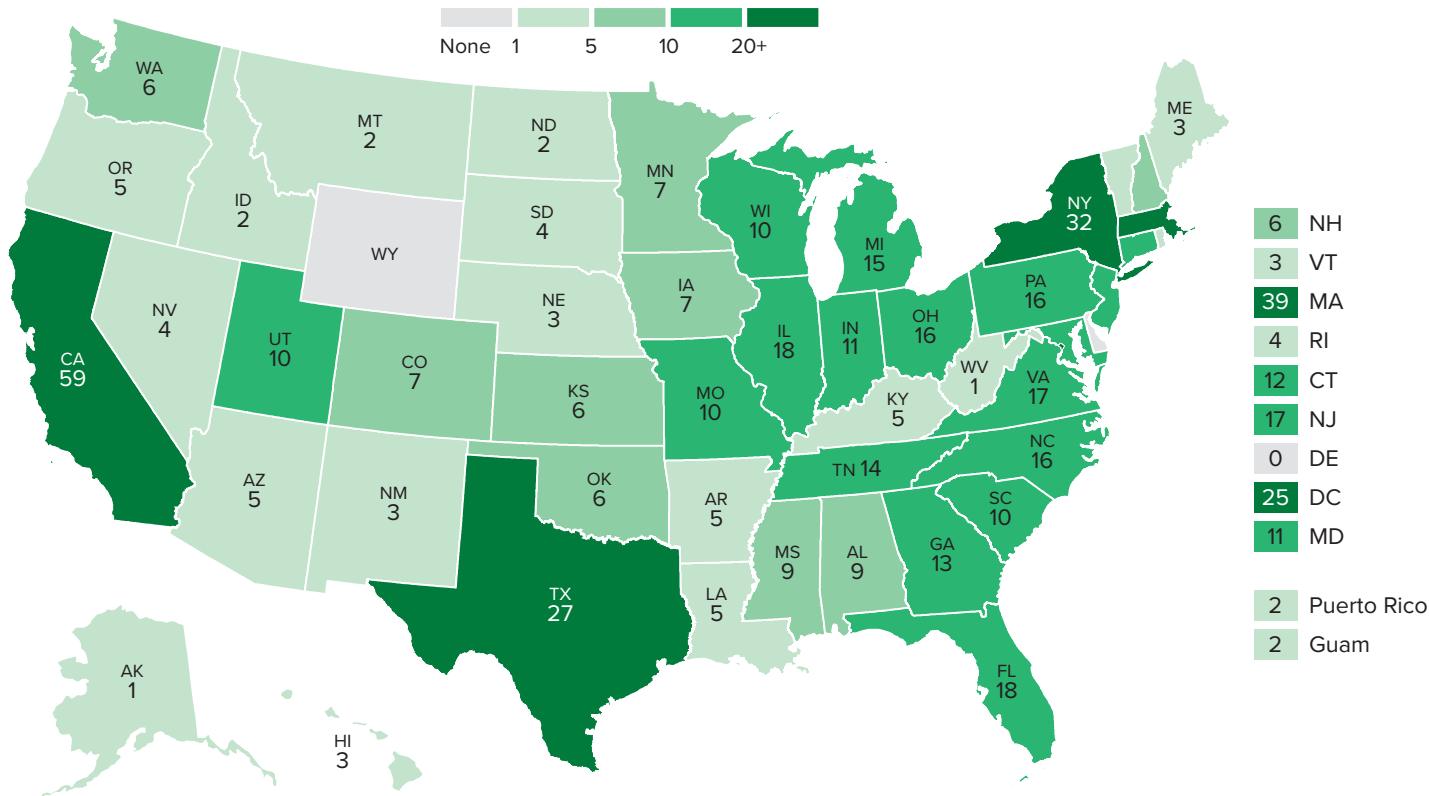 None 1 5 10 20+
WA
6
MT
2
ND
2
MN
7
ME
3
OR
5
ID
2
WY
SD
4
WI
10
MI
15
NY
32
NV
4
UT
10
CO
7
NE
3
IA
7
IL
18
IN
11
OH
16
PA
16
CA
59
KS
6
MO
10
KY
5
WV
1
VA
17
AZ
5
NM
3
OK
6
AR
5
TN 14
NC
16
SC
10
TX
27
LA
5
MS
9
AL
9
GA
13
FL
18
AK
1
HI
3
6 NH
3 VT
39 MA
4 RI
12 CT
17 NJ
0 DE
25 DC
11 MD
2 Puerto Rico
2 Guam